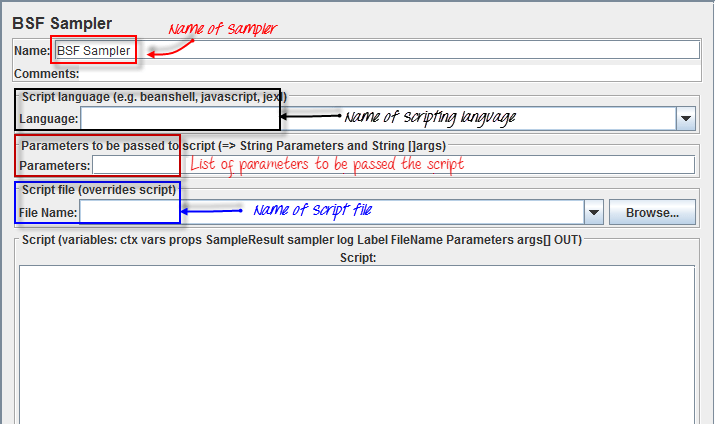 BSF Sampler
Name of sampler
Name: BSF Sampler
Comments:
Script language (e.g. beanshell, javascript, jexl)
Language: Name of scripting language
Parameters to be passed to script (=> String Parameters and String []args)
Parameters: List of parameters to be passed the script
Script file (overrides script)
File Name: Name of script file Browse...
Script (variables: ctx vars props SampleResult sampler log Label FileName Parameters args[] OUT)
Script: